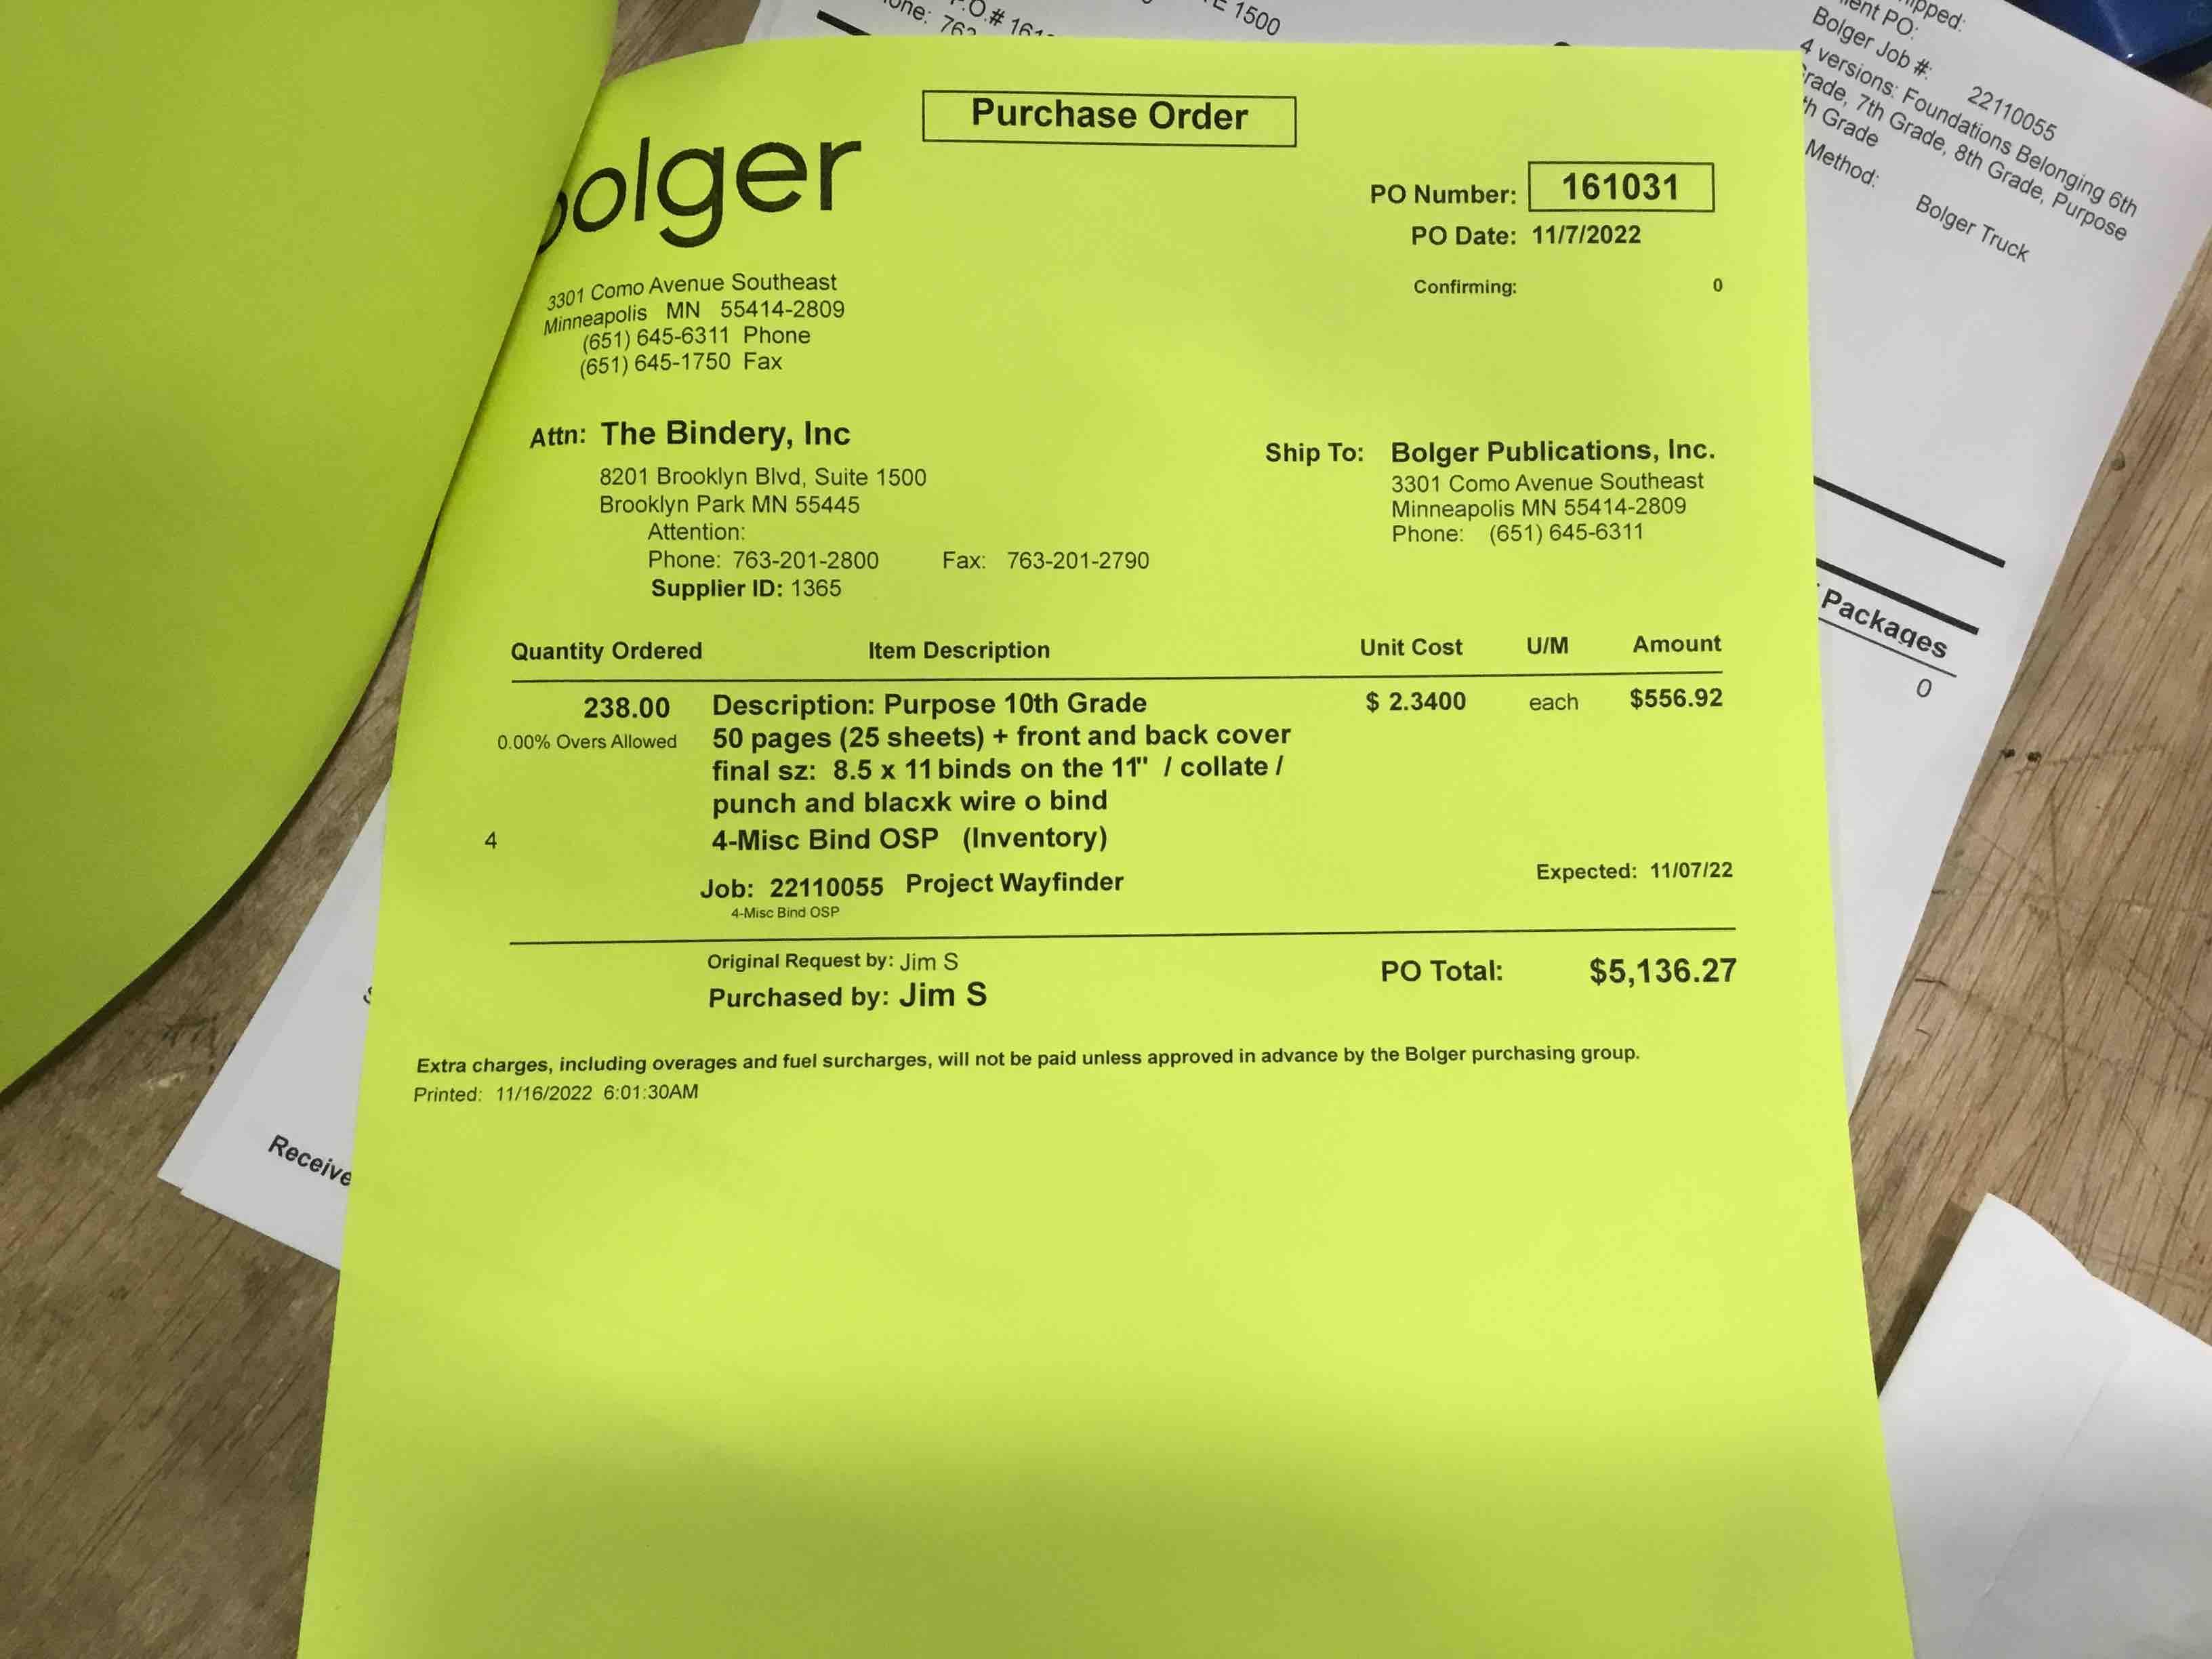 Purchase Order
bolger
PO Number: 161031
PO Date: 11/7/2022
Confirming: 0
3301 Como Avenue Southeast
Minneapolis MN 55414-2809
(651) 645-6311 Phone
(651) 645-1750 Fax
Attn: The Bindery, Inc
8201 Brooklyn Blvd, Suite 1500
Brooklyn Park MN 55445
Attention:
Phone: 763-201-2800 Fax: 763-201-2790
Supplier ID: 1365
Ship To: Bolger Publications, Inc.
3301 Como Avenue Southeast
Minneapolis MN 55414-2809
Phone: (651) 645-6311
Quantity Ordered Item Description Unit Cost U/M Amount
238.00 Description: Purpose 10th Grade $ 2.3400 each $556.92
0.00% Overs Allowed 50 pages (25 sheets) + front and back cover
final sz: 8.5 x 11 binds on the 11" / collate /
punch and blacxk wire o bind
4 4-Misc Bind OSP (Inventory)
Job: 22110055 Project Wayfinder Expected: 11/07/22
4-Misc Bind OSP
Original Request by: Jim S PO Total: $5,136.27
Purchased by: Jim S
Extra charges, including overages and fuel surcharges, will not be paid unless approved in advance by the Bolger purchasing group.
Printed: 11/16/2022 6:01:30AM
1500
P.O.#
PO:
Bolger Job #: 22110055
4 versions: Foundations Belonging 6th
Grade, 7th Grade, 8th Grade, Purpose
Grade
Method: Bolger Truck
Packages
0
Receive